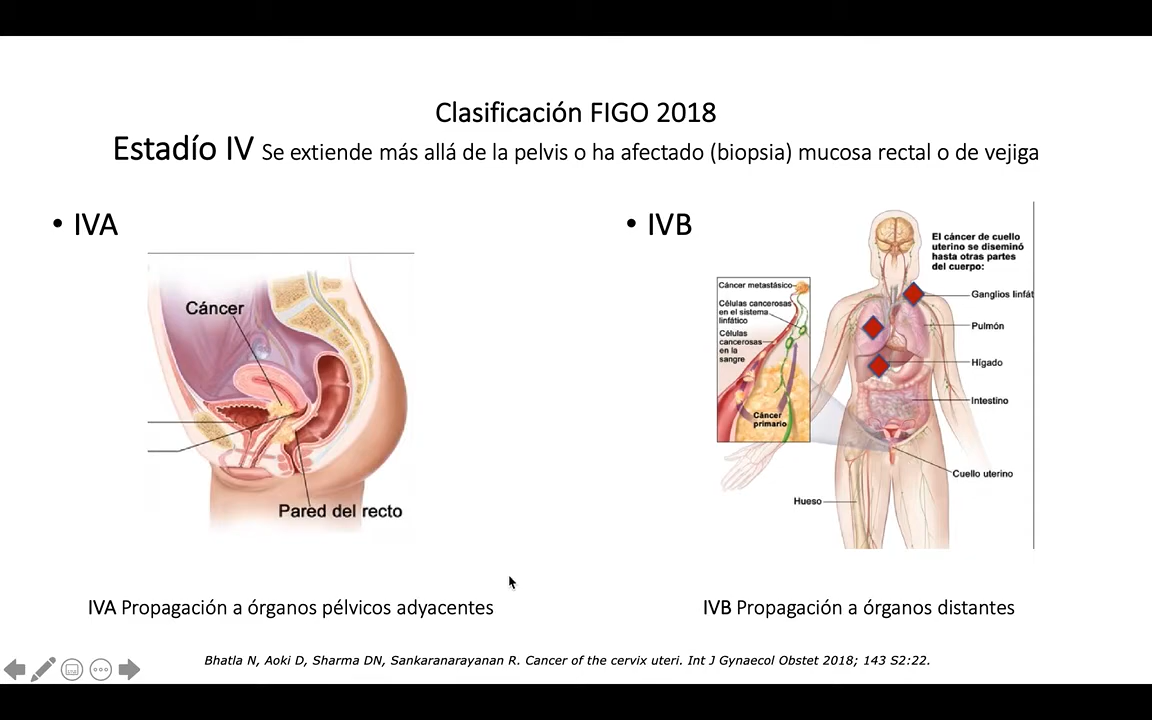 Clasificación FIGO 2018
Estadío IV Se extiende más allá de la pelvis o ha afectado (biopsia) mucosa rectal o de vejiga
• IVA
Cáncer
Pared del recto
IVA Propagación a órganos pélvicos adyacentes
• IVB
El cáncer de cuello
uterino se diseminó
hasta otras partes
del cuerpo:
Cáncer metastásico
Células cancerosas
en el sistema
linfático
Células
cancerosas
en la
sangre
Cáncer
primario
Ganglios linfát
Pulmón
Hígado
Intestino
Cuello uterino
Hueso
IVB Propagación a órganos distantes
Bhatla N, Aoki D, Sharma DN, Sankaranarayanan R. Cancer of the cervix uteri. Int J Gynaecol Obstet 2018; 143 S2:22.